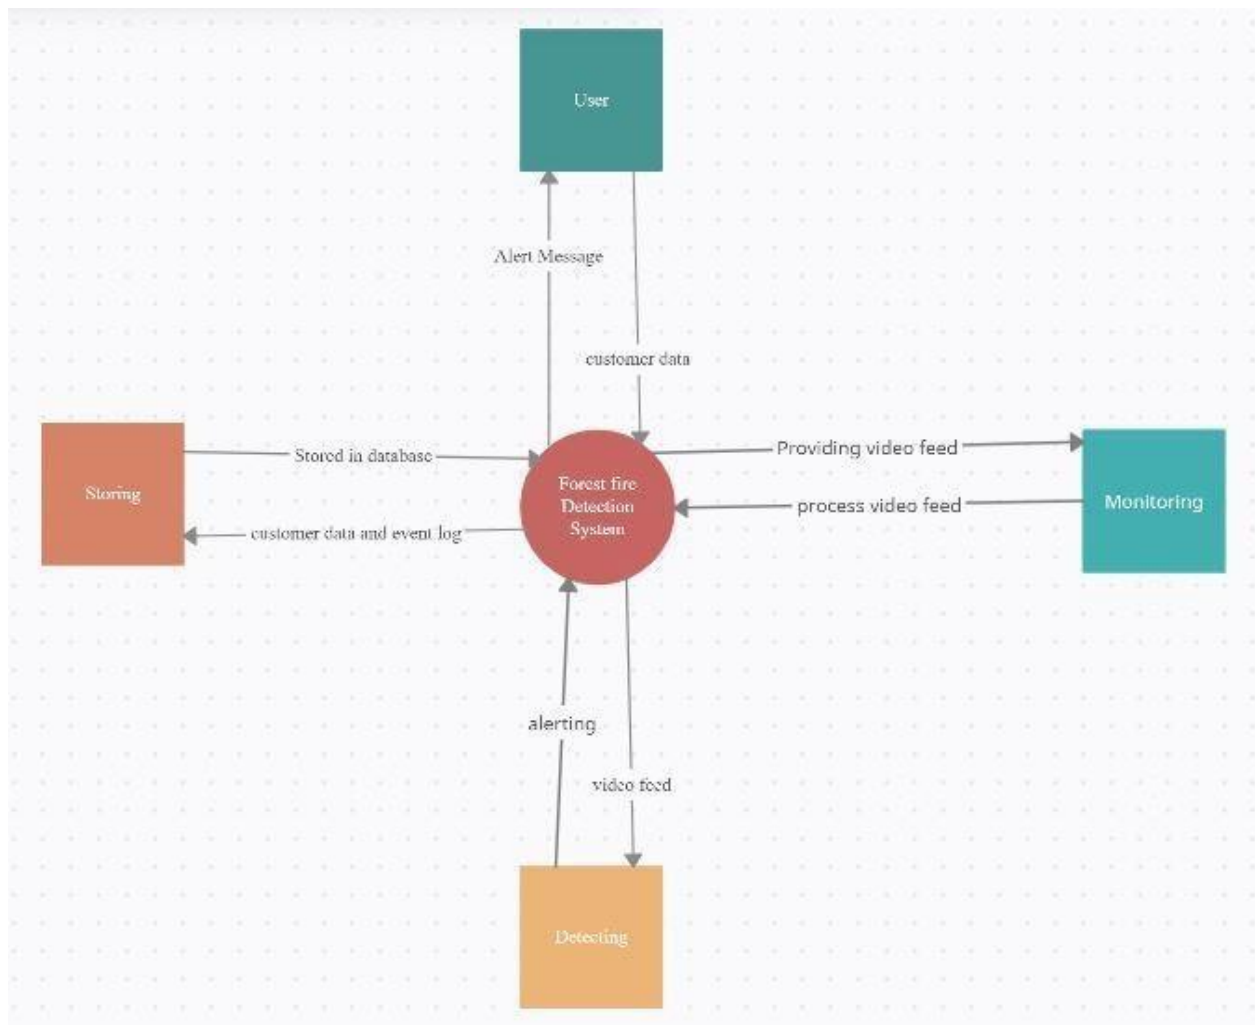 User
Alert Message
customer data
Stored in database
Providing video feed
Storing
Forest fire
Detection
System
Monitoring
process video feed
customer data and event log
alerting
video feed
Detecting